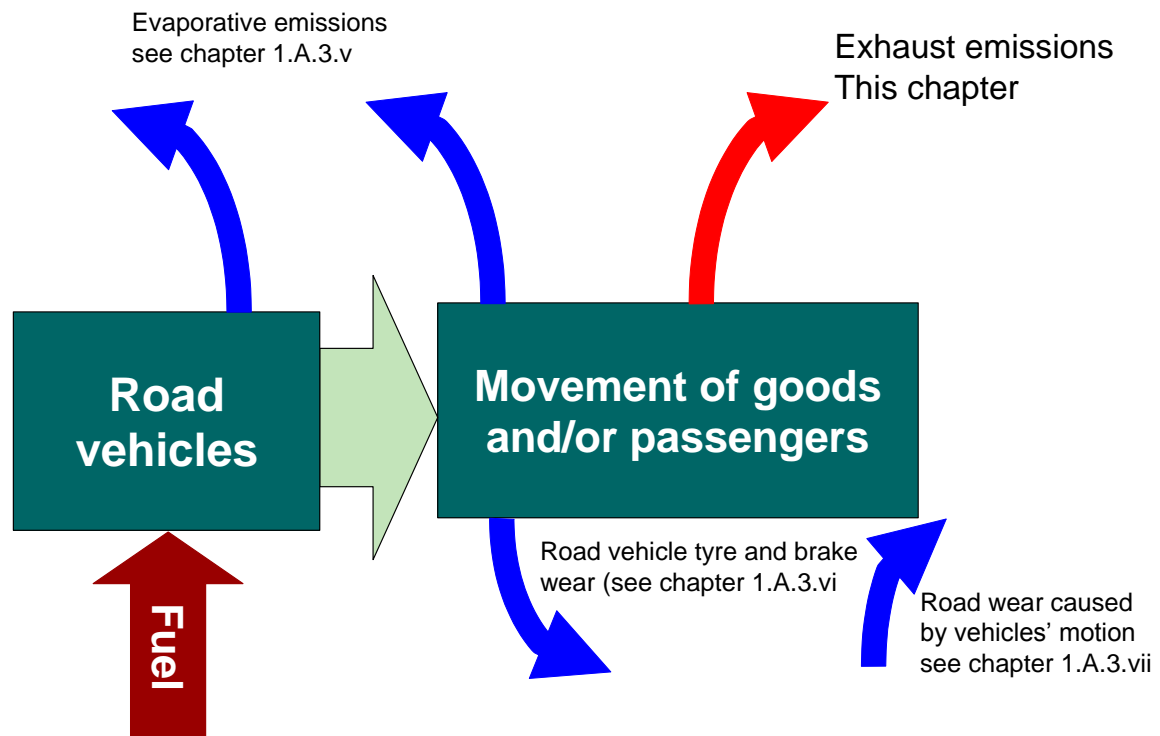 Evaporative emissions
see chapter 1.A.3.v
Exhaust emissions
This chapter
Road
vehicles
Movement of goods
and/or passengers
Fuel
Road vehicle tyre and brake
wear (see chapter 1.A.3.vi
Road wear caused
by vehicles’ motion
see chapter 1.A.3.vii